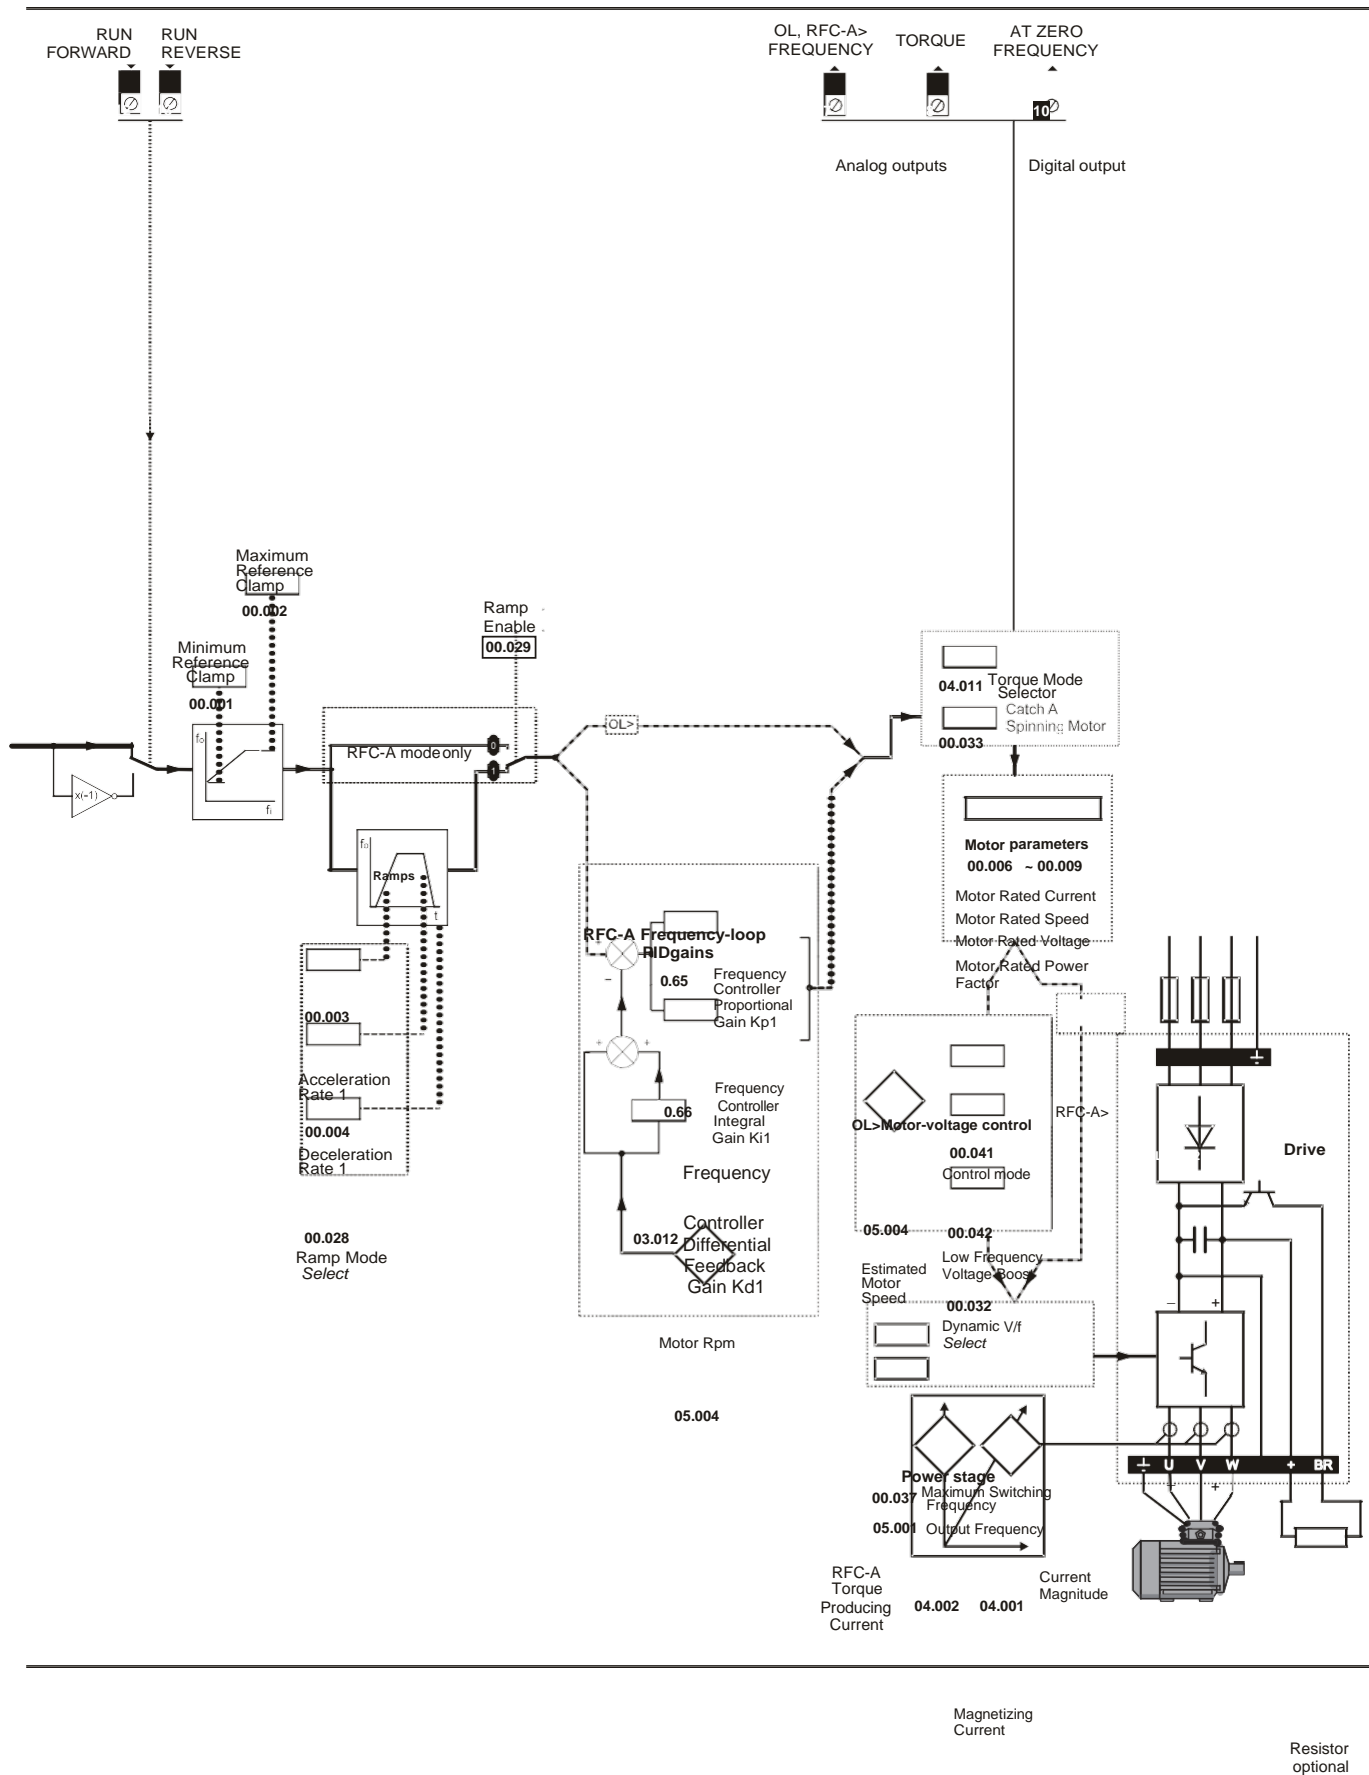 RUN
FORWARD
RUN
REVERSE
OL, RFC-A>
FREQUENCY
TORQUE
AT ZERO
FREQUENCY
10
Analog outputs
Digital output
Maximum
Reference
Clamp
00.002
Minimum
Reference
Clamp
00.001
Ramp
Enable
00.029
RFC-A mode only
0
1
OL>
x(-1)
fo
fi
fo
Ramps
t
00.003
Acceleration
Rate 1
00.004
Deceleration
Rate 1
00.028
Ramp Mode
Select
RFC-A Frequency-loop
PIDgains
+
−
0.65
Frequency
Controller
Proportional
Gain Kp1
+
+
0.66
Frequency
Controller
Integral
Gain Ki1
Frequency
Controller
Differential
Feedback
Gain Kd1
03.012
Motor Rpm
05.004
04.011
Torque Mode
Selector
Catch A
Spinning Motor
00.033
Motor parameters
00.006 ~ 00.009
Motor Rated Current
Motor Rated Speed
Motor Rated Voltage
Motor Rated Power
Factor
RFC-A>
OL>Motor-voltage control
00.041
Control mode
05.004
00.042
Estimated
Motor
Speed
Low Frequency
Voltage Boost
00.032
Dynamic V/f
Select
Drive
−
+
Power stage
00.037
Maximum Switching
Frequency
05.001
Output Frequency
U V W + BR
+
+
RFC-A
Torque
Producing
Current
04.002
04.001
Current
Magnitude
Magnetizing
Current
Resistor
optional